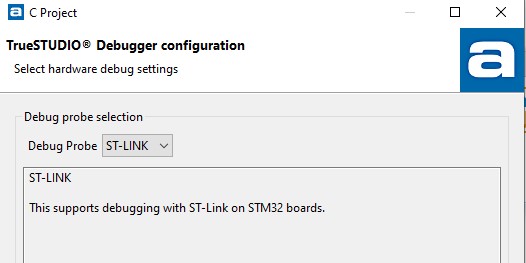 C Project
TrueSTUDIO® Debugger configuration
Select hardware debug settings
a
Debug probe selection
Debug Probe ST-LINK
ST-LINK
This supports debugging with ST-Link on STM32 boards.